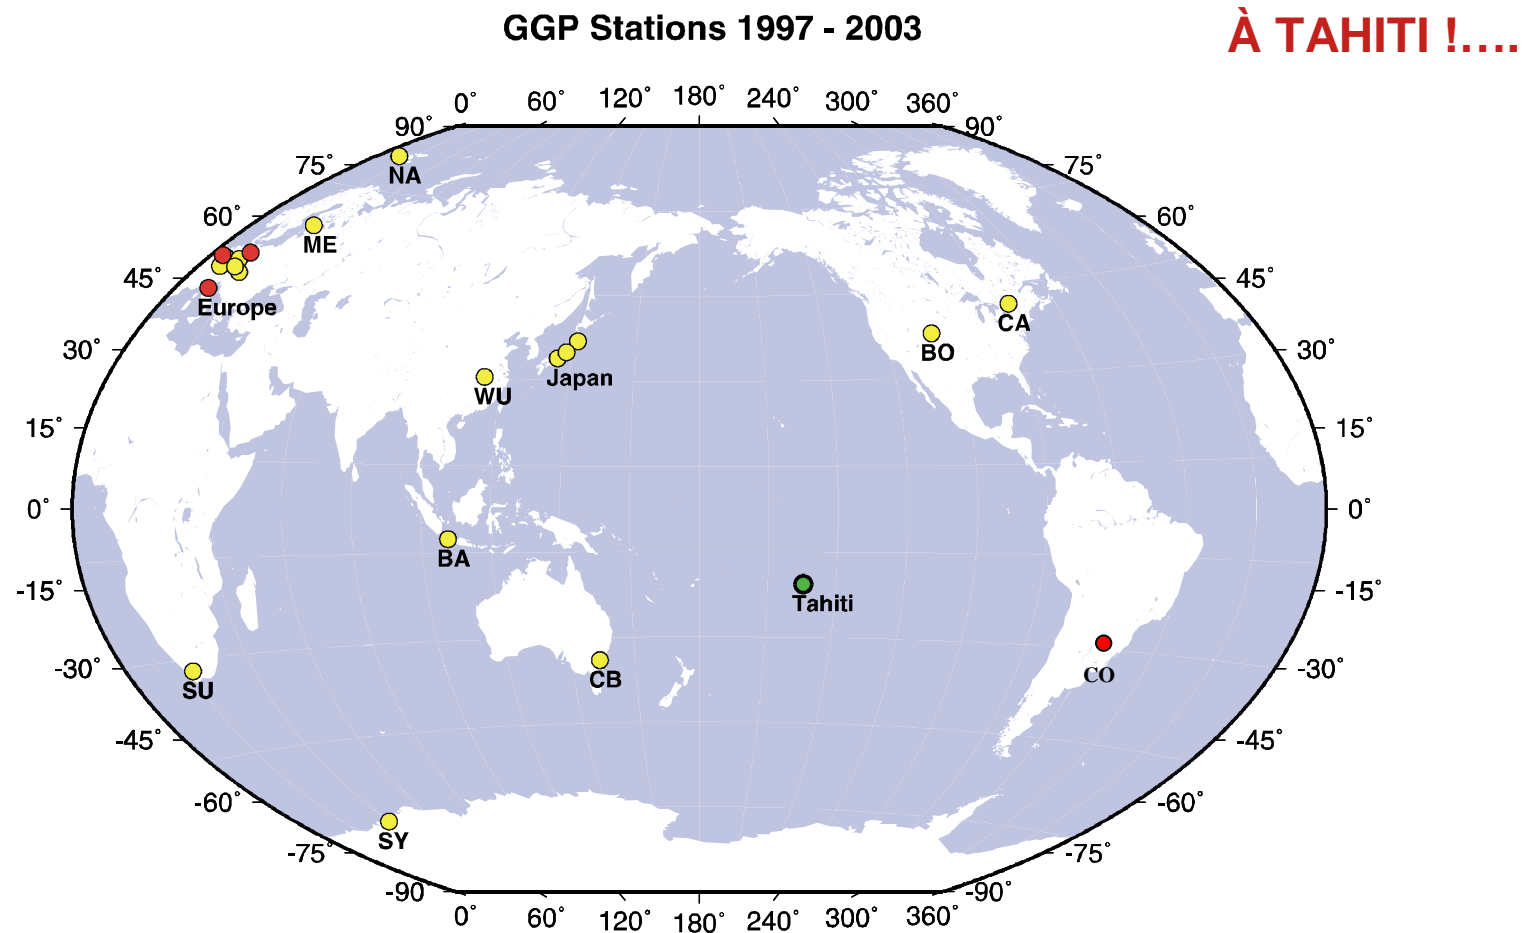 GGP Stations 1997 - 2003
À TAHITI !....
0° 60° 120° 180° 240° 300° 360°
90° 90°
75° 75°
NA
60° 60°
ME
45° 45°
Europe
CA
30° BO 30°
Japan
WU
15° 15°
0° 0°
BA
-15° -15°
Tahiti
-30° -30°
CO
CB
SU
-45° -45°
-60° -60°
SY
-75° -75°
-90 -90°
0° 60° 120° 180° 240° 300° 360°